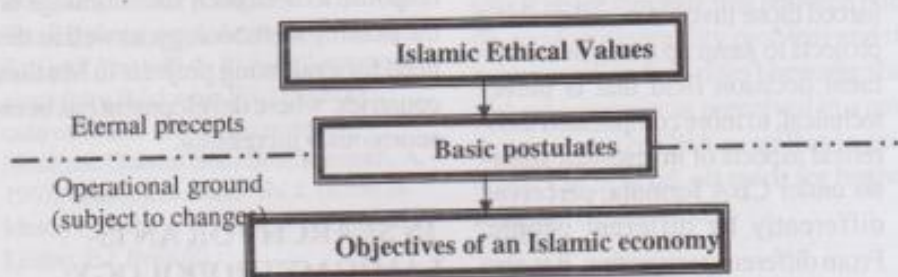 Islamic Ethical Values
Eternal precepts
Basic postulates
Operational ground
(subject to changes)
Objectives of an Islamic economy